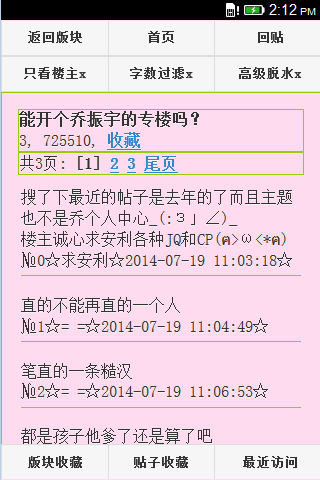 2:12 PM
返回版块 首页 回贴
只看楼主x 字数过滤x 高级脱水x
能开个乔振宇的专楼吗?
3, 725510, 收藏
共3页: [1] 2 3 尾页
搜了下最近的帖子是去年的了而且主题
也不是乔个人中心_(:з」∠)_
楼主诚心求安利各种JQ和CP(ฅ>ω<*ฅ)
№0☆求安利☆2014-07-19 11:03:18☆
直的不能再直的一个人
№1☆= =☆2014-07-19 11:04:49☆
笔直的一条糙汉
№2☆= =☆2014-07-19 11:06:53☆
都是孩子他爹了还是算了吧
版块收藏 贴子收藏 最近访问